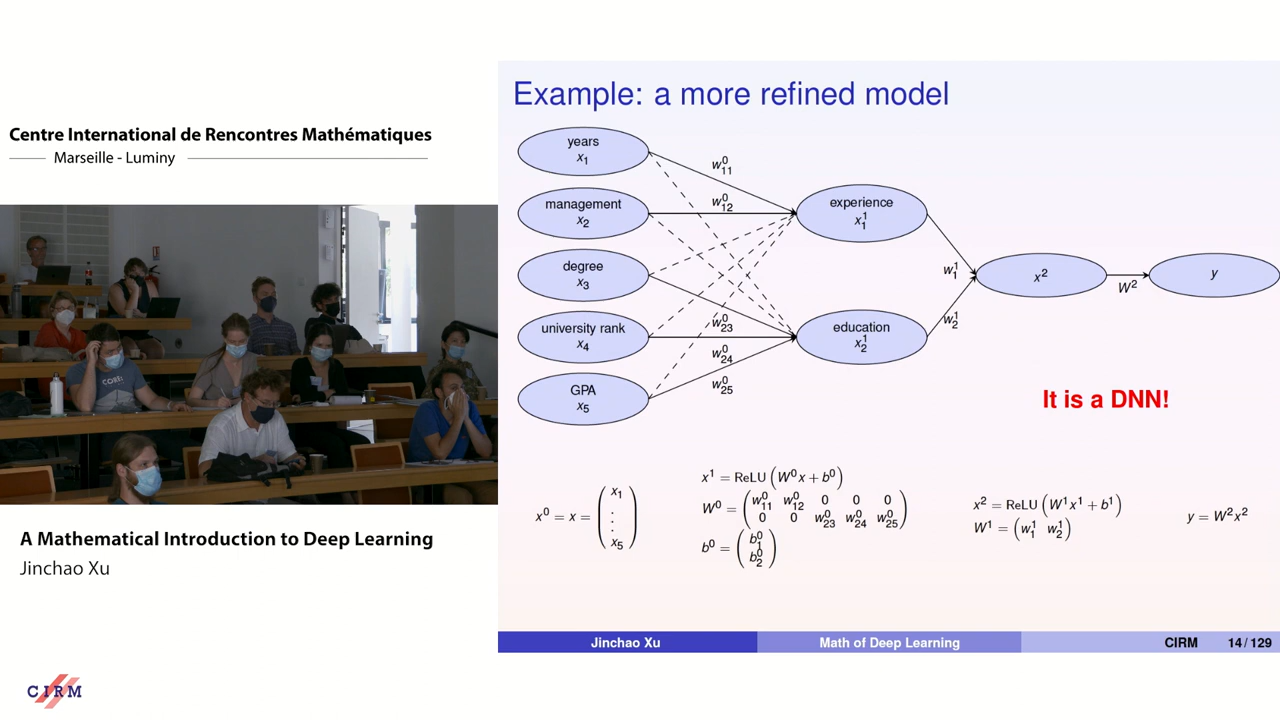 Centre International de Rencontres Mathématiques
Marseille - Luminy
A Mathematical Introduction to Deep Learning
Jinchao Xu
CIRM
Example: a more refined model
years
x₁
management
x₂
degree
x₃
university rank
x₄
GPA
x₅
w⁰₁₁
w⁰₁₂
w⁰₂₃
w⁰₂₄
w⁰₂₅
experience
x¹₁
education
x¹₂
w¹₁
w¹₂
x²
W²
y
It is a DNN!
x⁰ = x = (x₁ ⋮ x₅)
x¹ = ReLU (W⁰x + b⁰)
W⁰ = (w⁰₁₁ w⁰₁₂ 0 0 0
0 0 w⁰₂₃ w⁰₂₄ w⁰₂₅)
b⁰ = (b⁰₁
b⁰₂)
x² = ReLU (W¹x¹ + b¹)
W¹ = (w¹₁ w¹₂)
y = W²x²
Jinchao Xu Math of Deep Learning CIRM 14/129